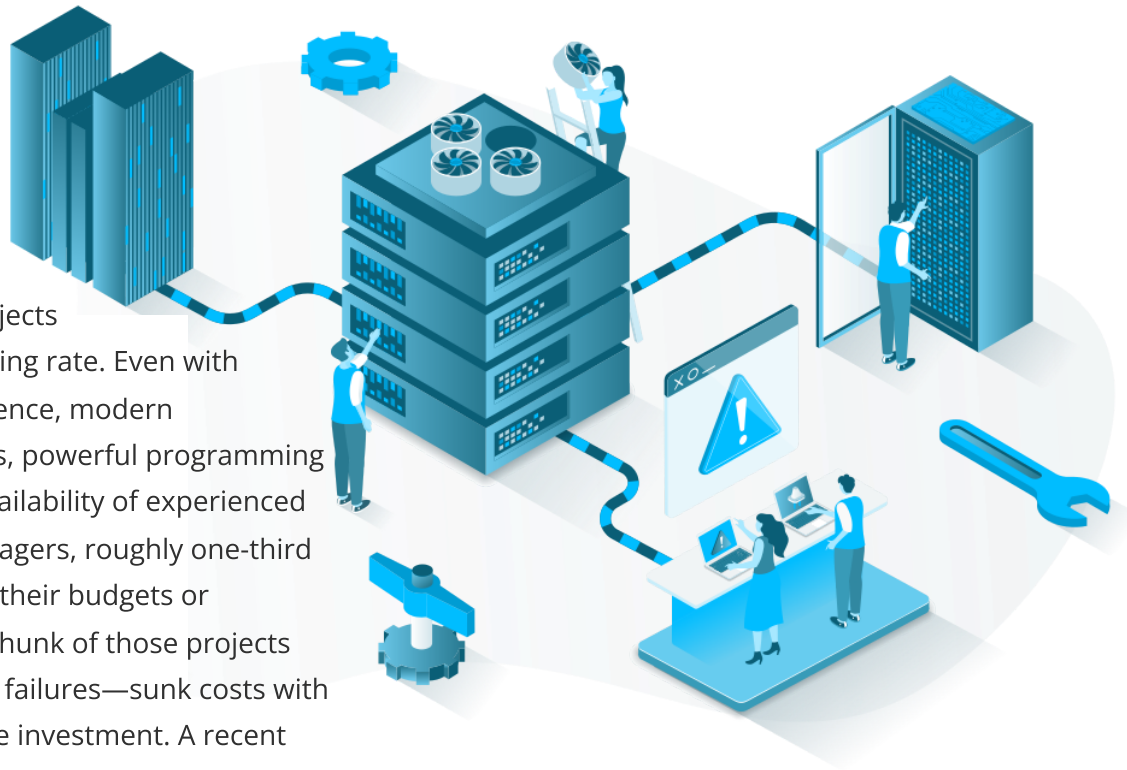 jects
ing rate. Even with
ence, modern
s, powerful programming
ailability of experienced
agers, roughly one-third
their budgets or
hunk of those projects
failures—sunk costs with
e investment. A recent